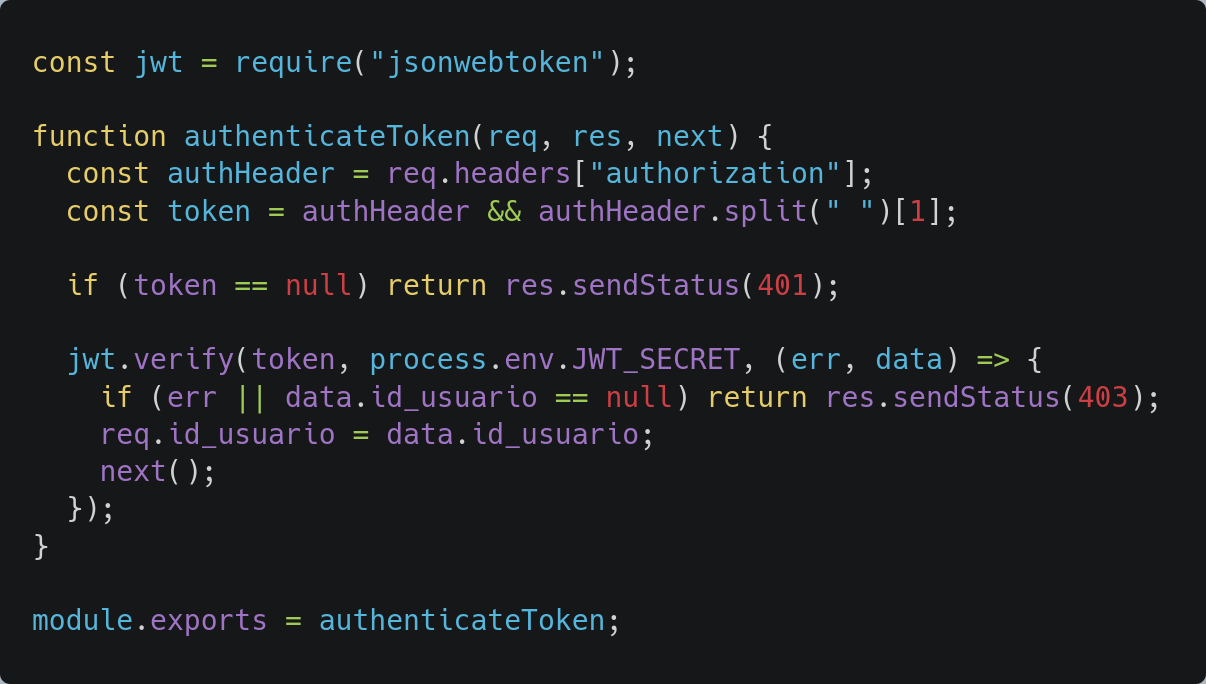 const jwt = require("jsonwebtoken");
function authenticateToken(req, res, next) {
  const authHeader = req.headers["authorization"];
  const token = authHeader && authHeader.split(" ")[1];
  if (token == null) return res.sendStatus(401);
  jwt.verify(token, process.env.JWT_SECRET, (err, data) => {
    if (err || data.id_usuario == null) return res.sendStatus(403);
    req.id_usuario = data.id_usuario;
    next();
  });
}
module.exports = authenticateToken;